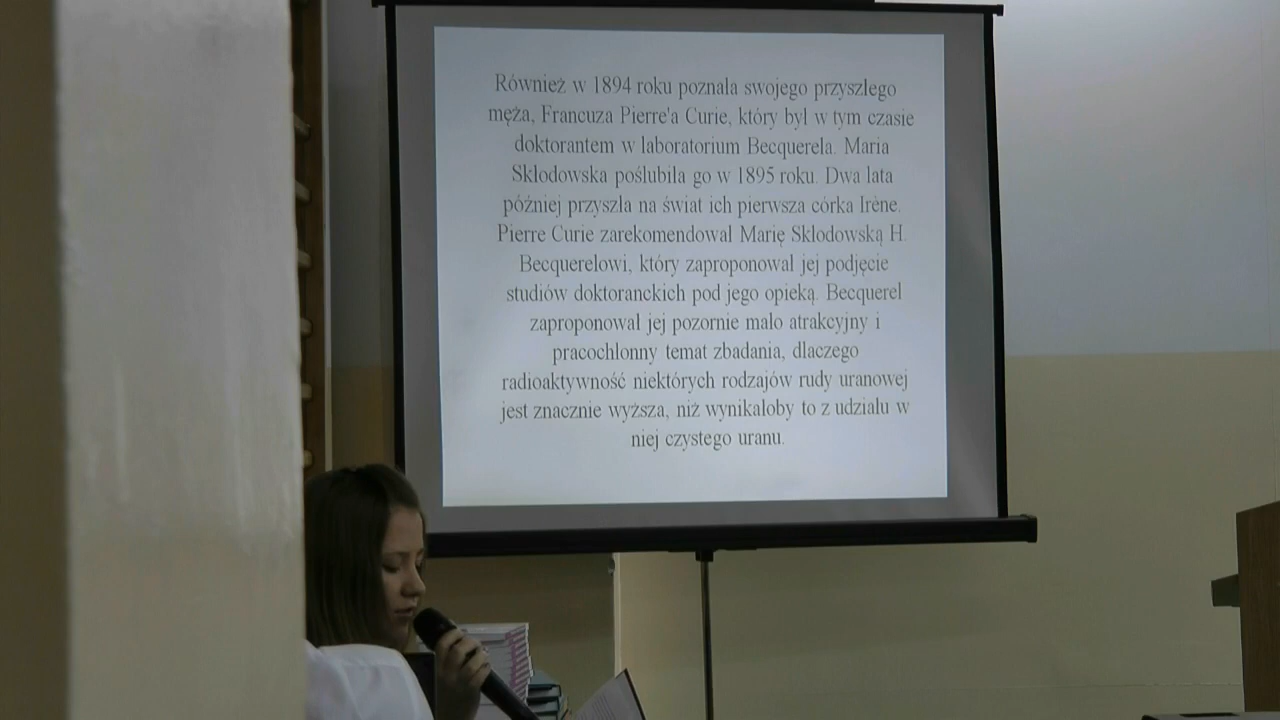 Również w 1894 roku poznała swojego przyszłego
męża, Francuza Pierre'a Curie, który był w tym czasie
doktorantem w laboratorium Becquerela. Maria
Skłodowska poślubiła go w 1895 roku. Dwa lata
później przyszła na świat ich pierwsza córka Irène.
Pierre Curie zarekomendował Marię Skłodowską H.
Becquerelowi, który zaproponował jej podjęcie
studiów doktoranckich pod jego opieką. Becquerel
zaproponował jej pozornie mało atrakcyjny i
pracochłonny temat zbadania, dlaczego
radioaktywność niektórych rodzajów rudy uranowej
jest znacznie wyższa, niż wynikałoby to z udziału w
niej czystego uranu.